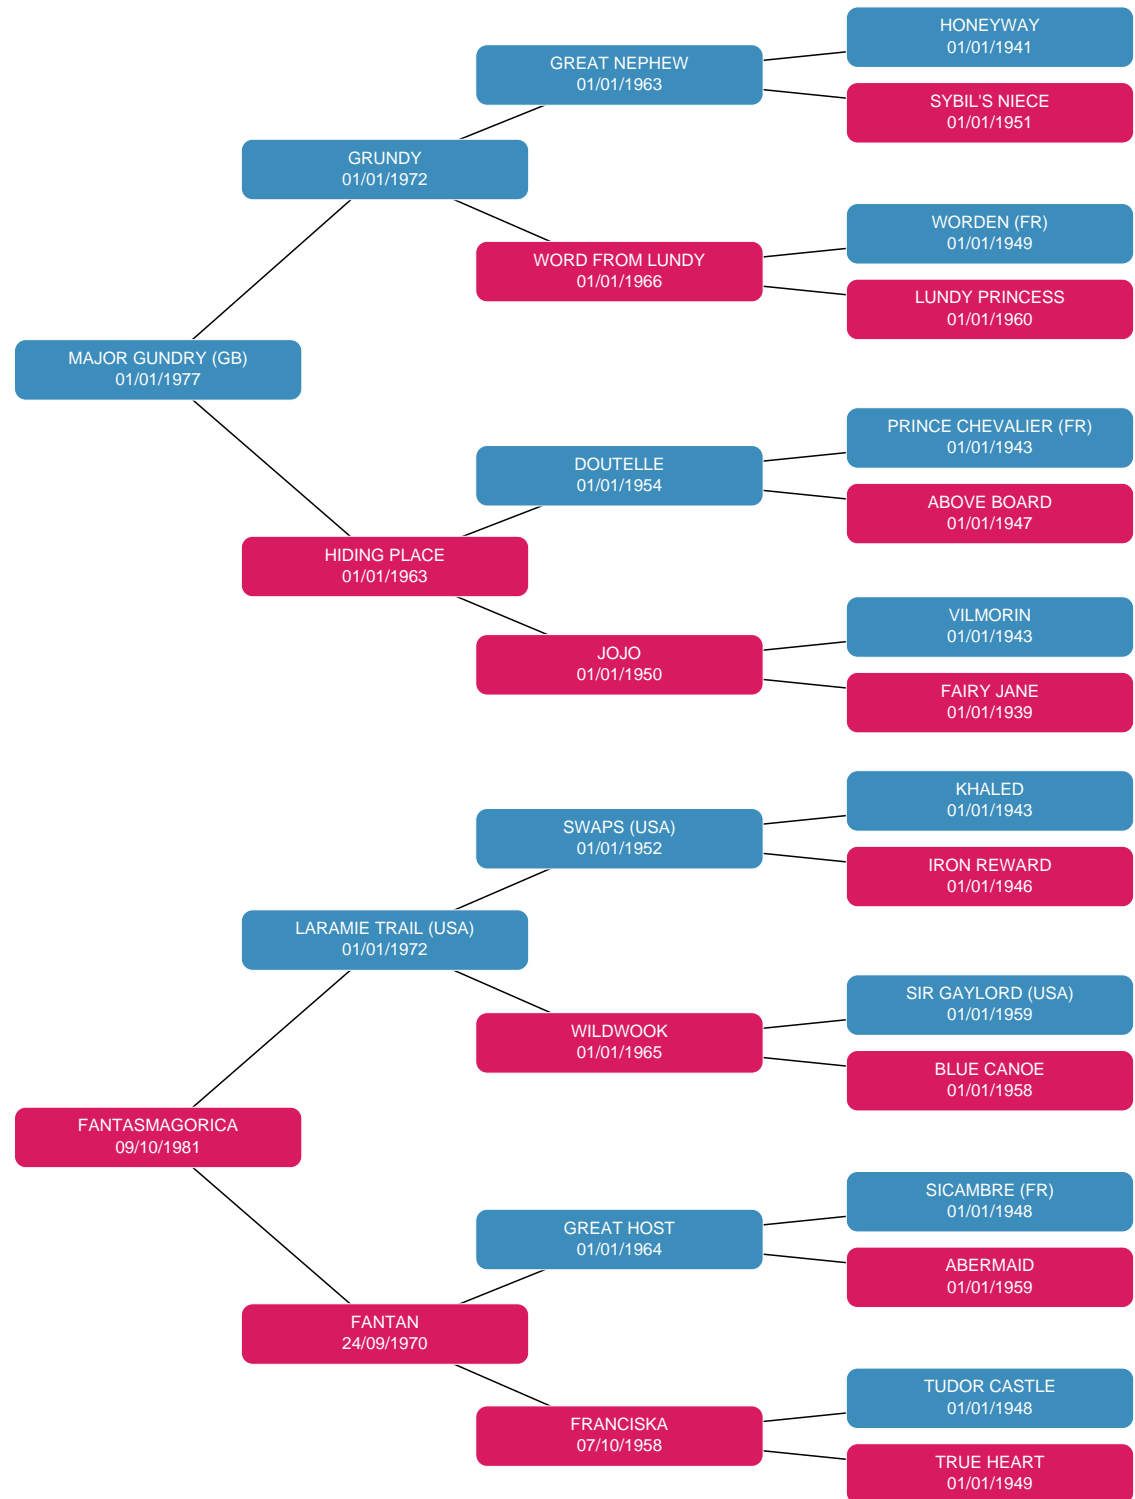 HONEYWAY
01/01/1941
GREAT NEPHEW
01/01/1963
SYBIL'S NIECE
01/01/1951
GRUNDY
01/01/1972
WORDEN (FR)
01/01/1949
WORD FROM LUNDY
01/01/1966
LUNDY PRINCESS
01/01/1960
MAJOR GUNDRY (GB)
01/01/1977
PRINCE CHEVALIER (FR)
01/01/1943
DOUTELLE
01/01/1954
ABOVE BOARD
01/01/1947
HIDING PLACE
01/01/1963
VILMORIN
01/01/1943
JOJO
01/01/1950
FAIRY JANE
01/01/1939
KHALED
01/01/1943
SWAPS (USA)
01/01/1952
IRON REWARD
01/01/1946
LARAMIE TRAIL (USA)
01/01/1972
SIR GAYLORD (USA)
01/01/1959
WILDWOOK
01/01/1965
BLUE CANOE
01/01/1958
FANTASMAGORICA
09/10/1981
SICAMBRE (FR)
01/01/1948
GREAT HOST
01/01/1964
ABERMAID
01/01/1959
FANTAN
24/09/1970
TUDOR CASTLE
01/01/1948
FRANCISKA
07/10/1958
TRUE HEART
01/01/1949